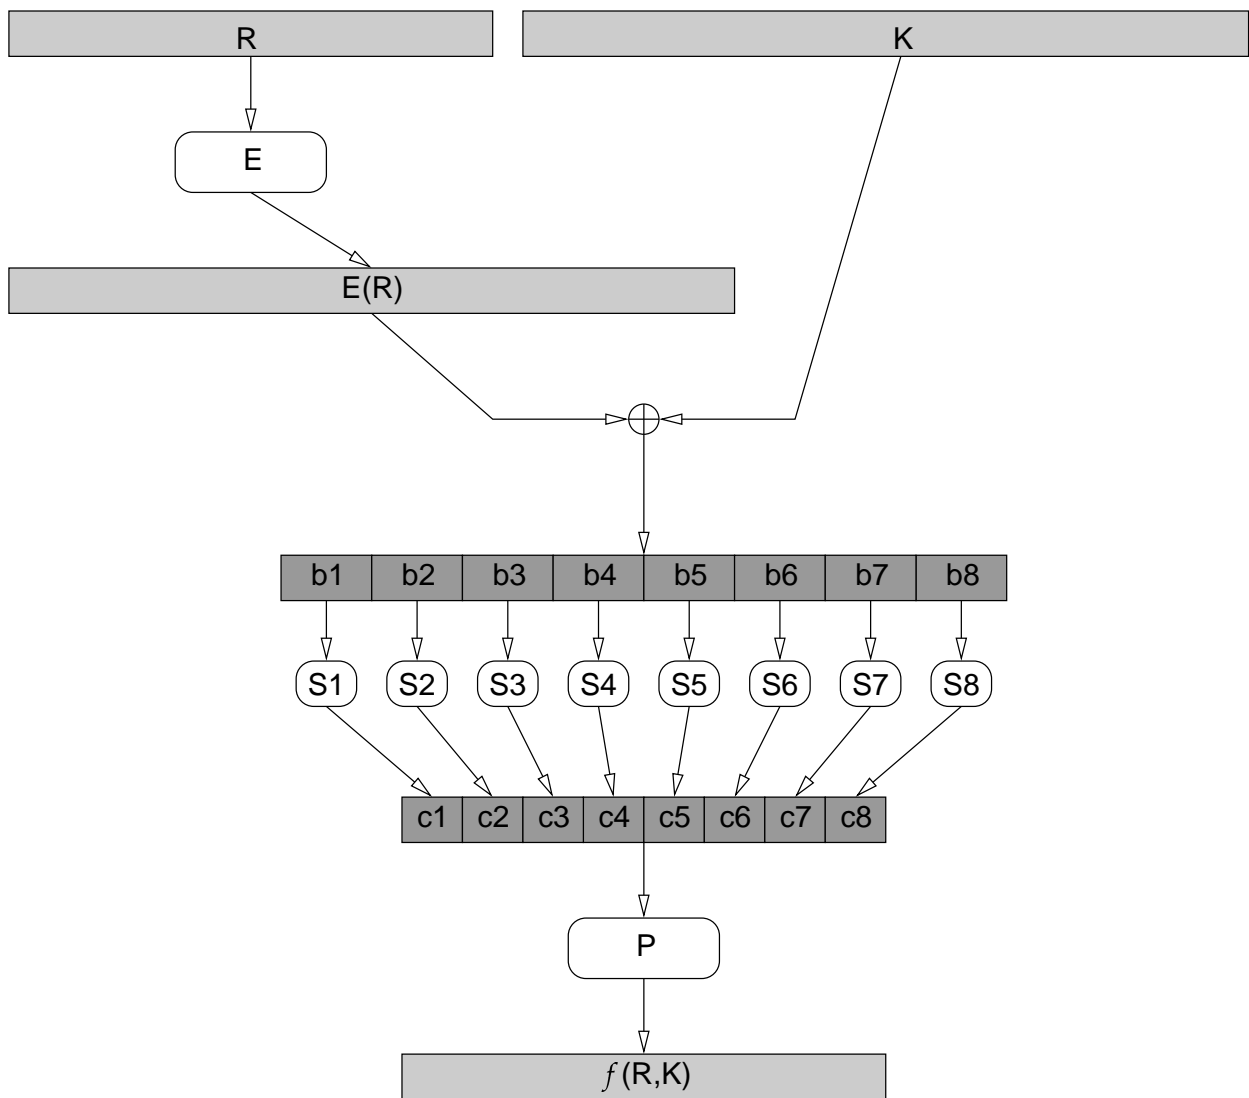 R K
E
E(R)
b1 b2 b3 b4 b5 b6 b7 b8
S1 S2 S3 S4 S5 S6 S7 S8
c1 c2 c3 c4 c5 c6 c7 c8
P
f (R,K)